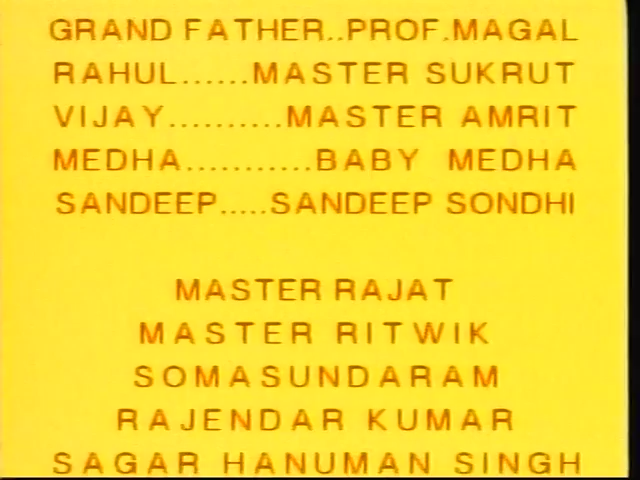 GRAND FATHER..PROF.MAGAL
RAHUL......MASTER SUKRUT
VIJAY..........MASTER AMRIT
MEDHA...........BABY MEDHA
SANDEEP.....SANDEEP SONDHI
MASTER RAJAT
MASTER RITWIK
SOMASUNDARAM
RAJENDAR KUMAR
SAGAR HANUMAN SINGH